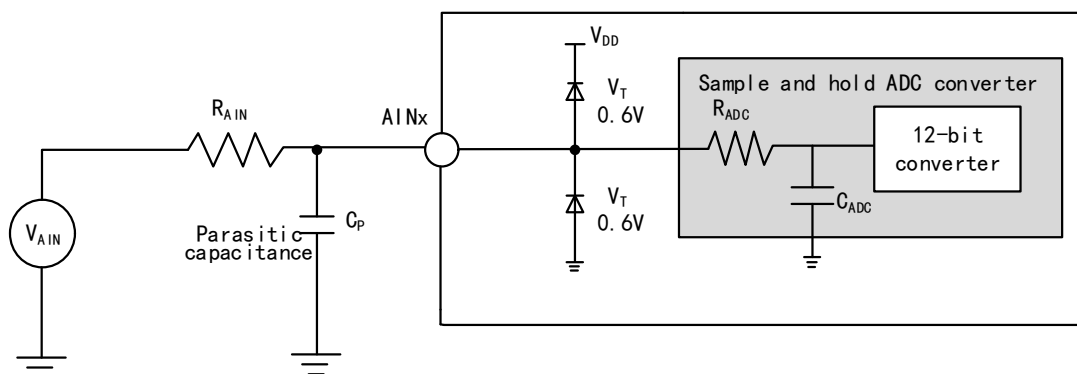 V_DD
Sample and hold ADC converter
V_T
0.6V
R_AIN
AINx
R_ADC
12-bit
converter
V_AIN
Parasitic
capacitance
C_P
V_T
0.6V
C_ADC